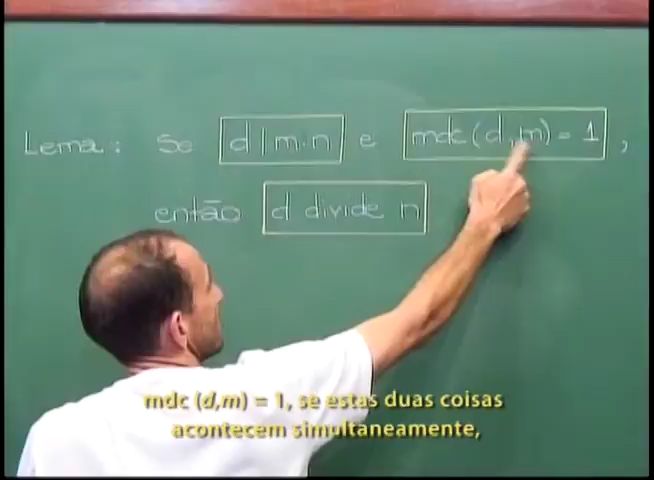 Lema: Se d|m.n e mdc(d,m) = 1,
então d divide n
mdc (d,m) = 1, se estas duas coisas
acontecem simultaneamente,